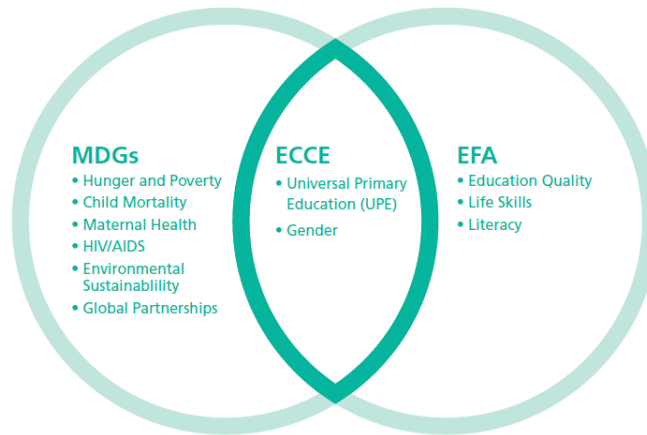 MDGs
• Hunger and Poverty
• Child Mortality
• Maternal Health
• HIV/AIDS
• Environmental
Sustainablility
• Global Partnerships
ECCE
• Universal Primary
Education (UPE)
• Gender
EFA
• Education Quality
• Life Skills
• Literacy